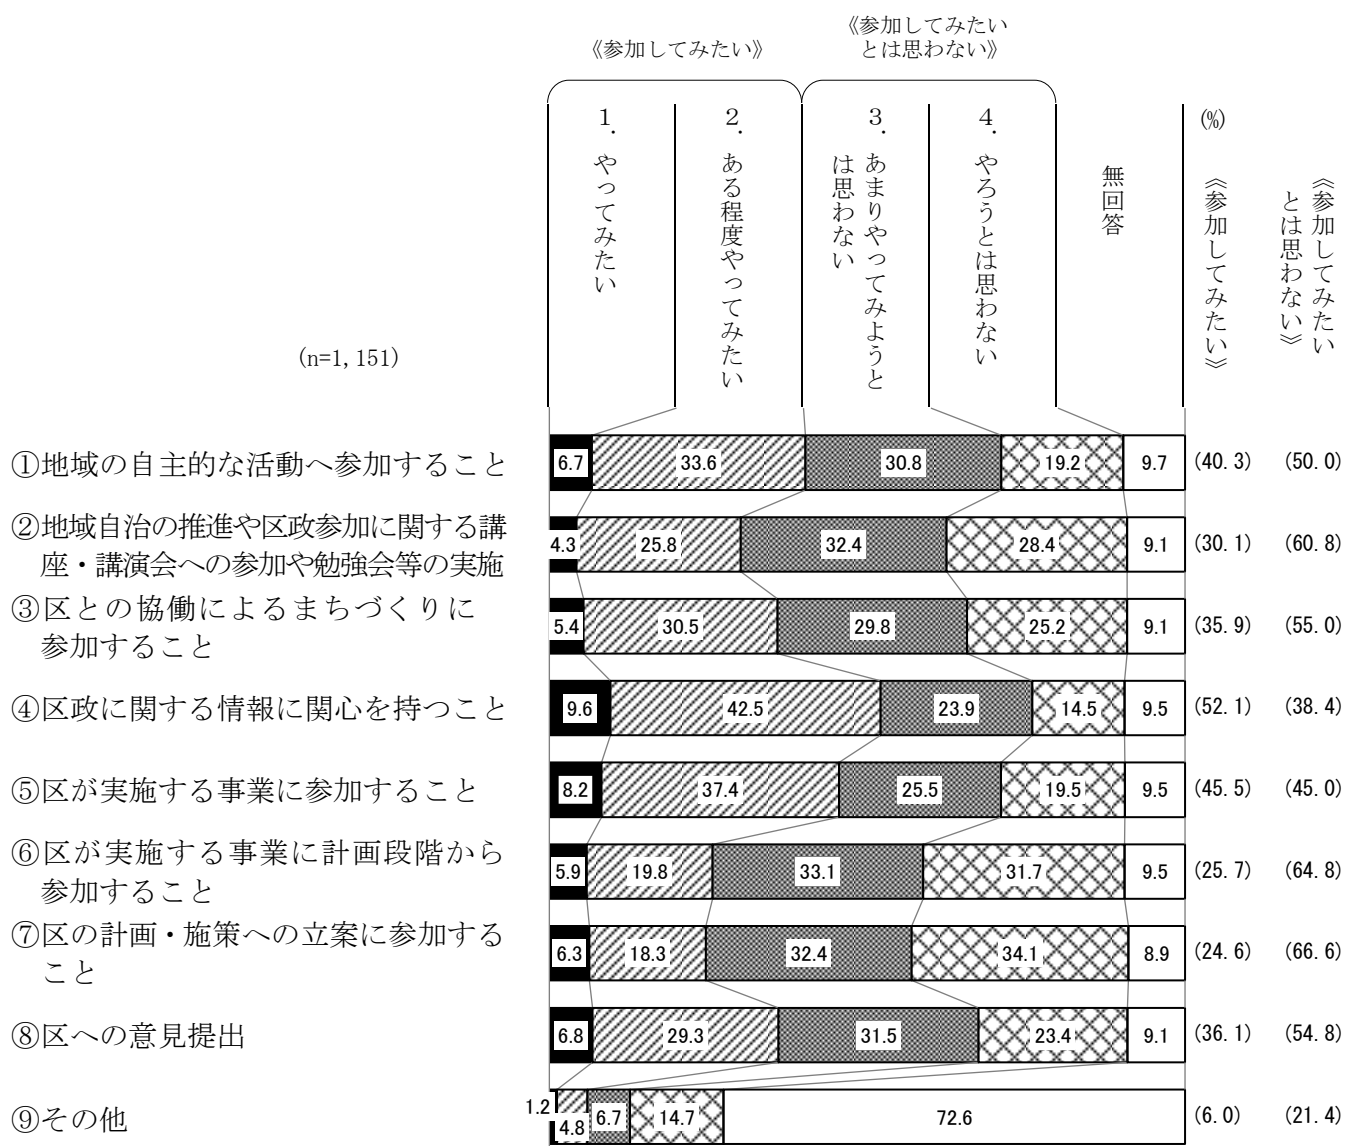 《参加してみたい》
《参加してみたい
とは思わない》
1．やってみたい
2．ある程度やってみたい
3．あまりやってみようと
は思わない
4．やろうとは思わない
無回答
(%)
《参加してみたい》
《参加してみたい
とは思わない》
(n=1,151)
①地域の自主的な活動へ参加すること
6.7 33.6 30.8 19.2 9.7 (40.3) (50.0)
②地域自治の推進や区政参加に関する講
座・講演会への参加や勉強会等の実施
4.3 25.8 32.4 28.4 9.1 (30.1) (60.8)
③区との協働によるまちづくりに
参加すること
5.4 30.5 29.8 25.2 9.1 (35.9) (55.0)
④区政に関する情報に関心を持つこと
9.6 42.5 23.9 14.5 9.5 (52.1) (38.4)
⑤区が実施する事業に参加すること
8.2 37.4 25.5 19.5 9.5 (45.5) (45.0)
⑥区が実施する事業に計画段階から
参加すること
5.9 19.8 33.1 31.7 9.5 (25.7) (64.8)
⑦区の計画・施策への立案に参加する
こと
6.3 18.3 32.4 34.1 8.9 (24.6) (66.6)
⑧区への意見提出
6.8 29.3 31.5 23.4 9.1 (36.1) (54.8)
⑨その他
1.2 4.8 6.7 14.7 72.6 (6.0) (21.4)